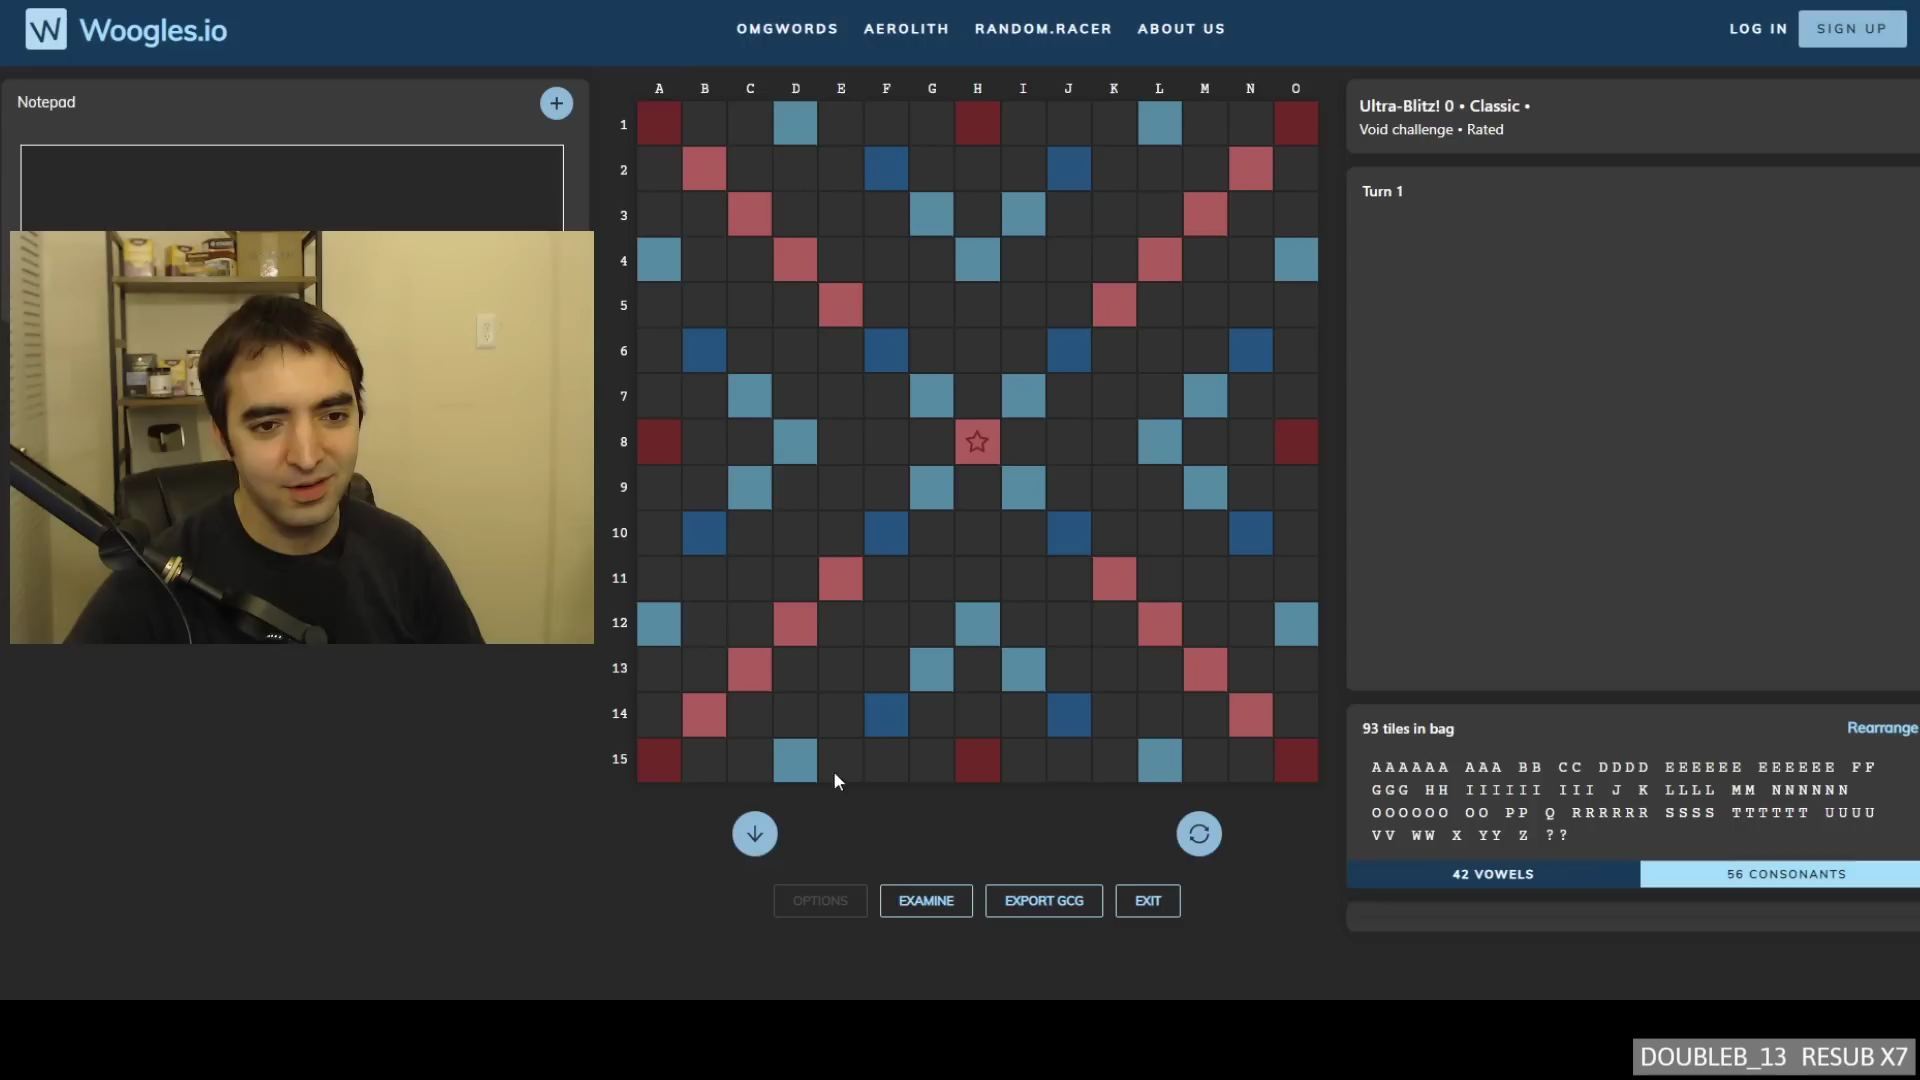 W Woogles.io
OMGWORDS AEROLITH RANDOM.RACER ABOUT US
LOG IN SIGN UP
Notepad
+
A B C D E F G H I J K L M N O
1
2
3
4
5
6
7
8
9
10
11
12
13
14
15
Ultra-Blitz! 0 • Classic •
Void challenge • Rated
Turn 1
93 tiles in bag
Rearrange
AAAAAA AAA BB CC DDDD EEEEEE EEEEEE FF
GGG HH IIIIII III J K LLLL MM NNNNNN
OOOOOO OO PP Q RRRRRR SSSS TTTTTT UUUU
VV WW X YY Z ??
42 VOWELS
56 CONSONANTS
OPTIONS EXAMINE EXPORT GCG EXIT
DOUBLEB_13 RESUB X7